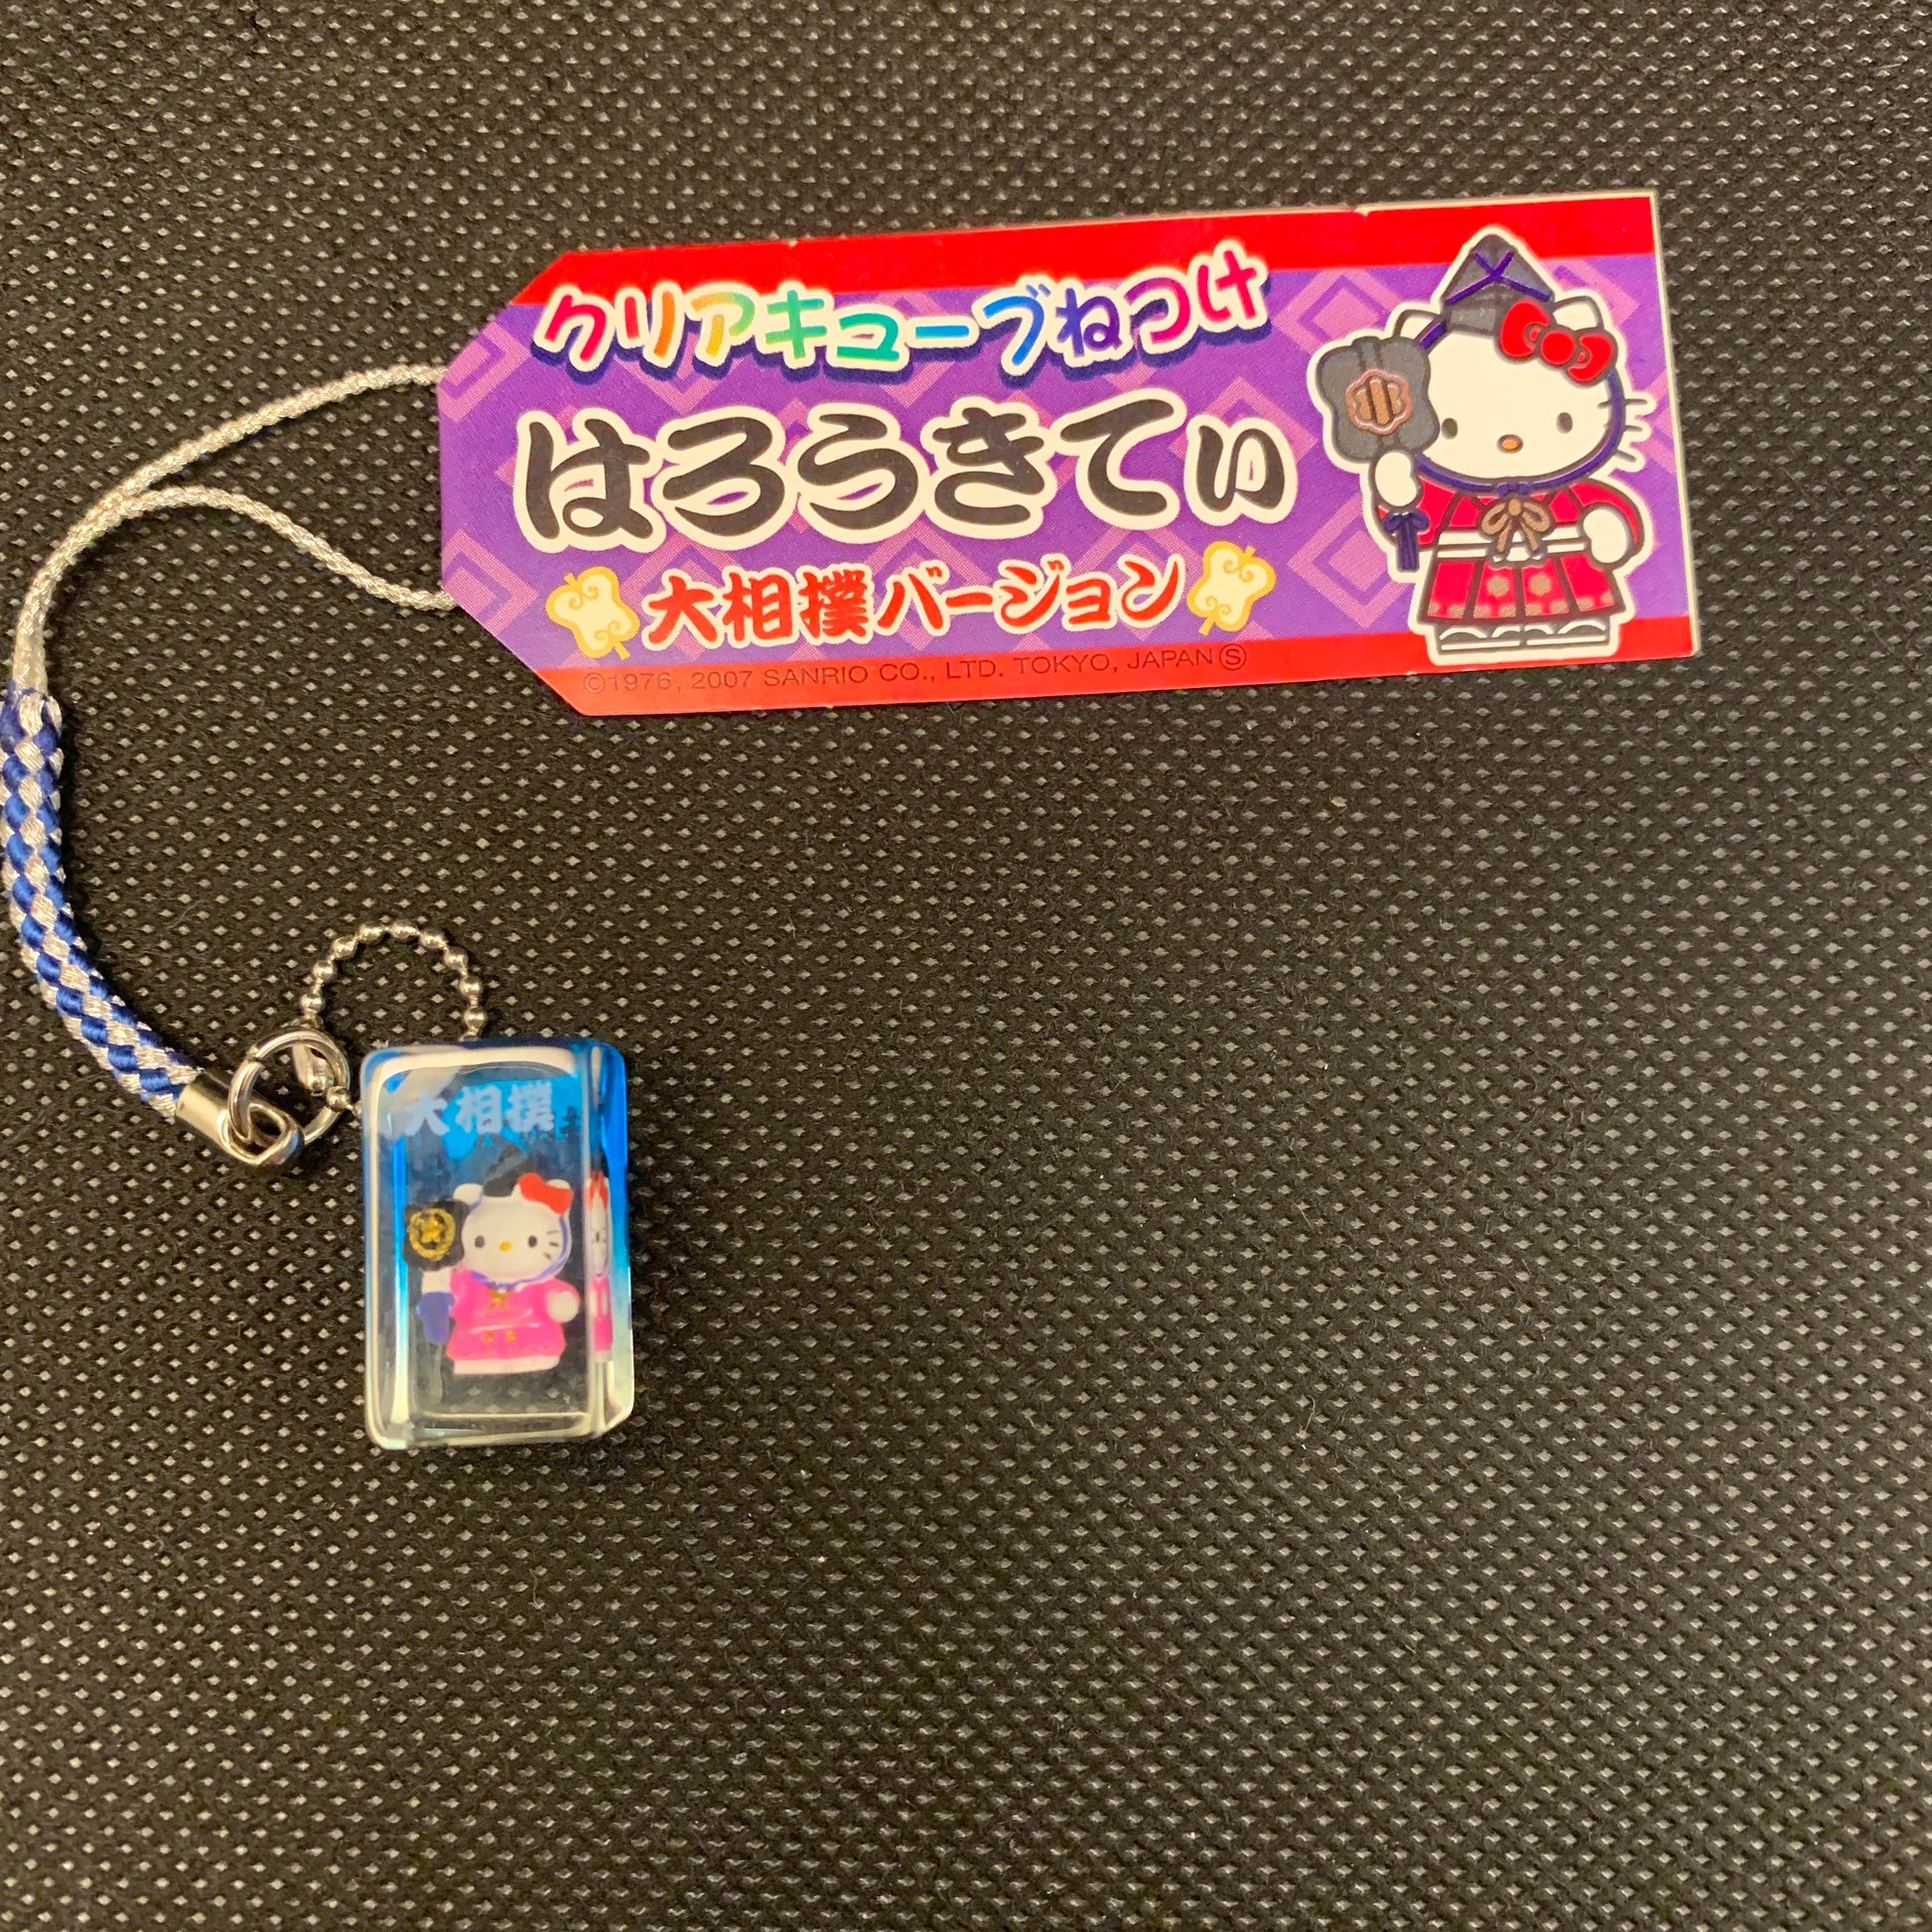 クリアキューブねつけ
はろうきてぃ
大相撲バージョン
©1976, 2007 SANRIO CO., LTD. TOKYO, JAPAN Ⓢ
大相撲